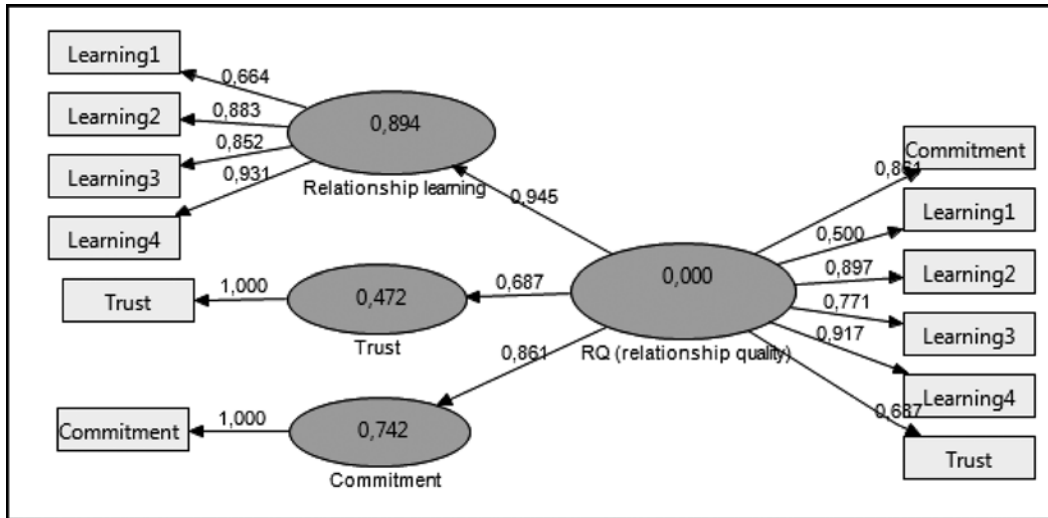 Learning1
0,664
Learning2
0,883
Learning3
0,852
Learning4
0,931
0,894
Relationship learning
0,945
Trust
1,000
0,472
Trust
0,687
Commitment
1,000
0,742
Commitment
0,861
0,000
RQ (relationship quality)
Commitment
0,861
Learning1
0,500
Learning2
0,897
Learning3
0,771
Learning4
0,917
Trust
0,687